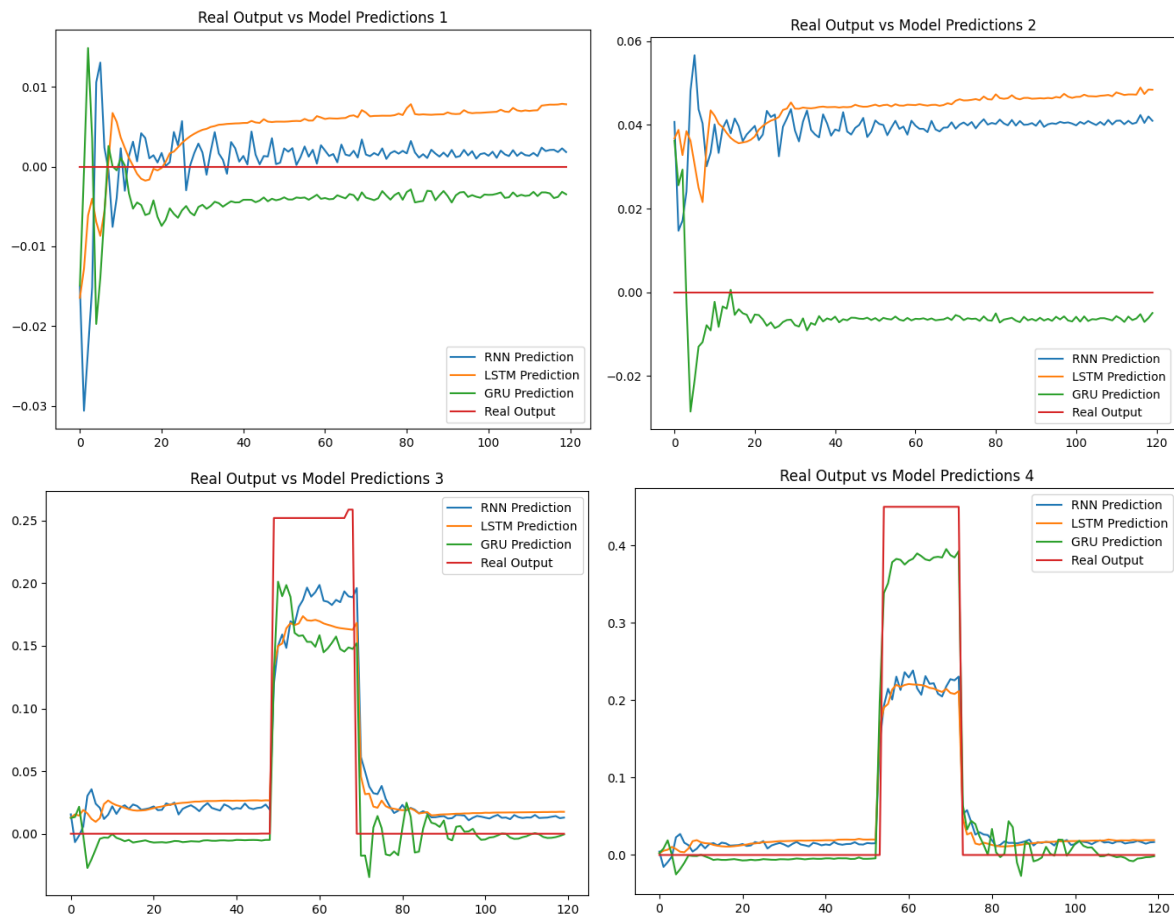 Real Output vs Model Predictions 1
0.01
0.00
−0.01
−0.02
−0.03
0
20
40
60
80
100
120
RNN Prediction
LSTM Prediction
GRU Prediction
Real Output
Real Output vs Model Predictions 2
0.06
0.04
0.02
0.00
−0.02
0
20
40
60
80
100
120
RNN Prediction
LSTM Prediction
GRU Prediction
Real Output
Real Output vs Model Predictions 3
0.25
0.20
0.15
0.10
0.05
0.00
0
20
40
60
80
100
120
RNN Prediction
LSTM Prediction
GRU Prediction
Real Output
Real Output vs Model Predictions 4
0.4
0.3
0.2
0.1
0.0
0
20
40
60
80
100
120
RNN Prediction
LSTM Prediction
GRU Prediction
Real Output